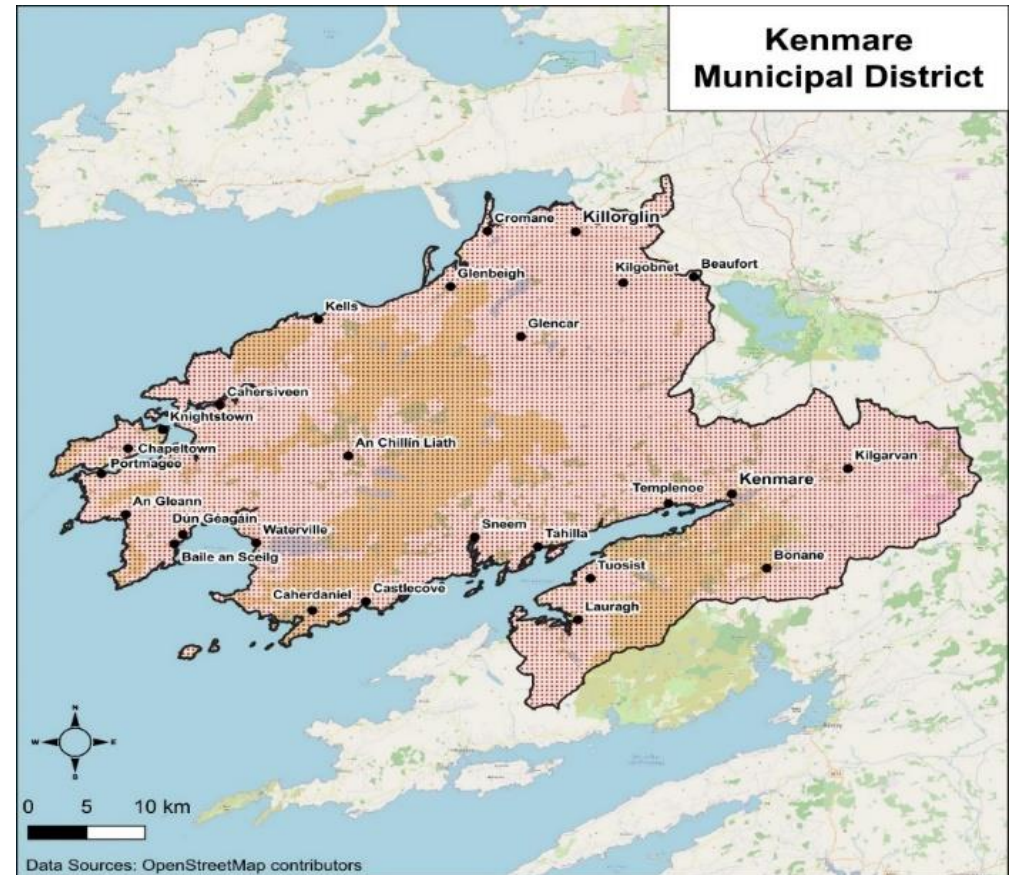 Kenmare
Municipal District
Cromane
Killorglin
Glenbeigh
Kilgobnet
Beaufort
Kells
Glencar
Cahersiveen
Knightstown
Chapeltown
Portmagee
An Chillín Liath
Kilgarvan
Templenoe
Kenmare
An Gleann
Dún Géagáin
Waterville
Baile an Sceilg
Sneem
Tahilla
Bonane
Tuosist
Caherdaniel
Castlecove
Lauragh
N
W
E
0 5 10 km
Data Sources: OpenStreetMap contributors